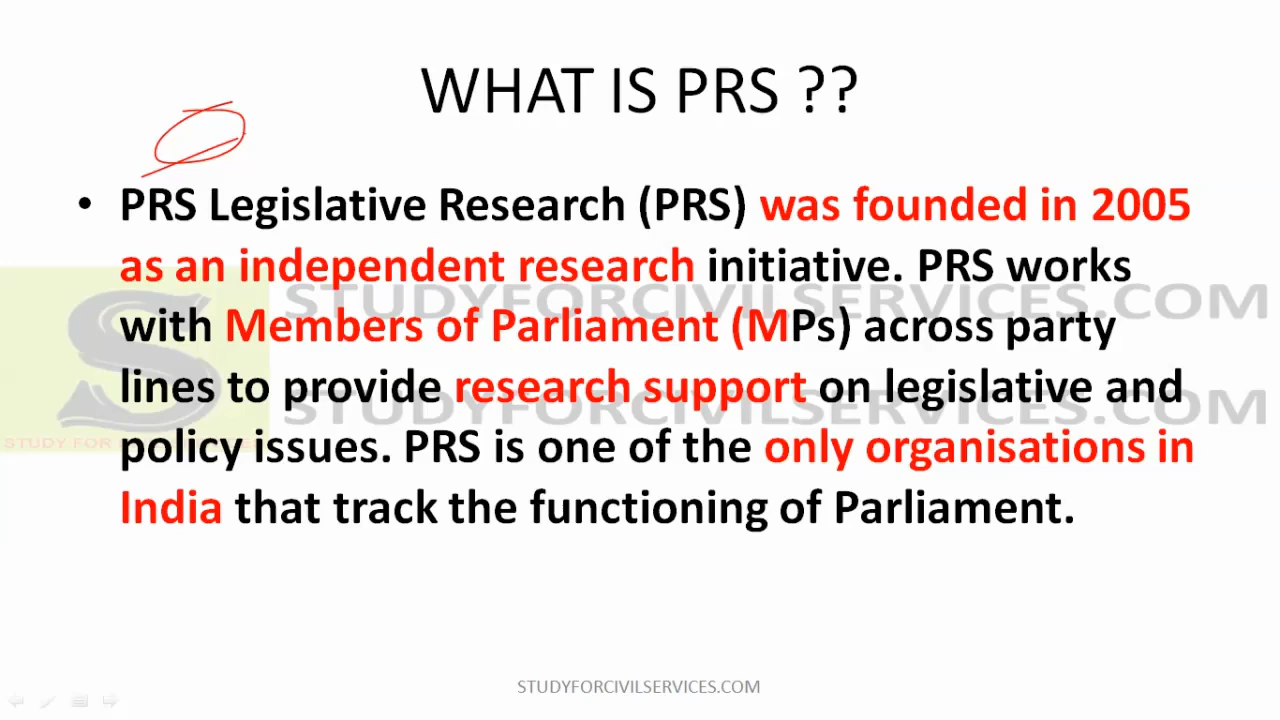 WHAT IS PRS ??
• PRS Legislative Research (PRS) was founded in 2005
as an independent research initiative. PRS works
with Members of Parliament (MPs) across party
lines to provide research support on legislative and
policy issues. PRS is one of the only organisations in
India that track the functioning of Parliament.
STUDYFORCIVILSERVICES.COM
STUDYFORCIVILSERVICES.COM
S
STUDY FOR C
STUDYFORCIVILSERVICES.COM